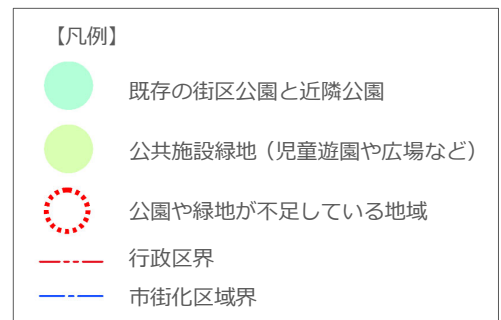 【凡例】
既存の街区公園と近隣公園
公共施設緑地（児童遊園や広場など）
公園や緑地が不足している地域
行政区界
市街化区域界